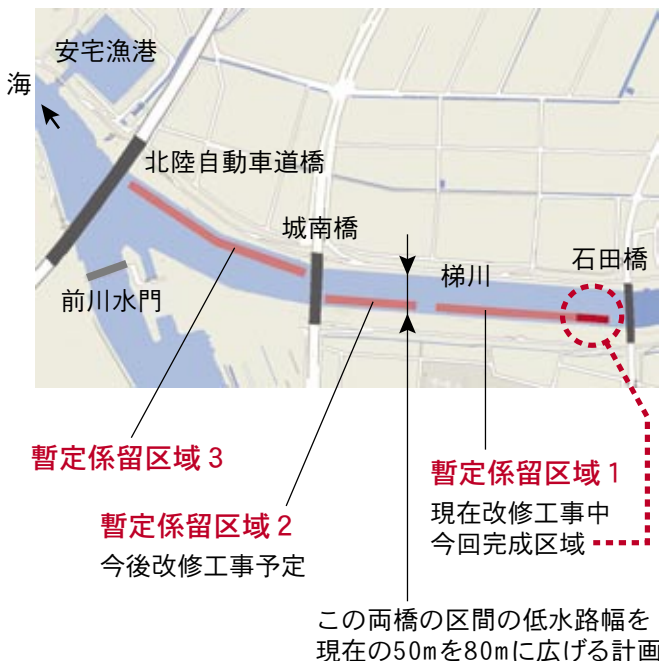 安宅漁港
海
北陸自動車道橋
城南橋
石田橋
梯川
前川水門
暫定係留区域3
暫定係留区域1
現在改修工事中
今回完成区域
暫定係留区域2
今後改修工事予定
この両橋の区間の低水路幅を
現在の50mを80mに広げる計画